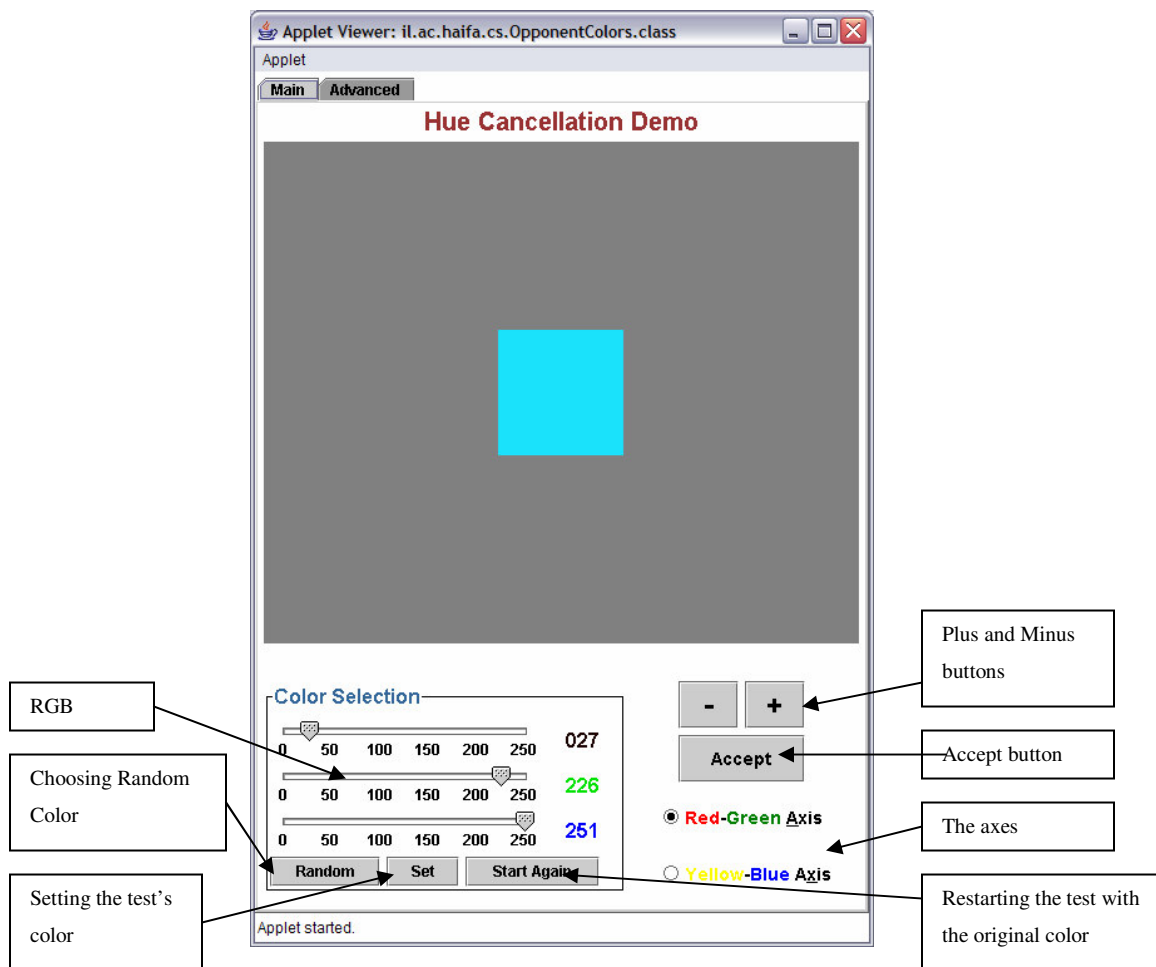 Applet Viewer: il.ac.haifa.cs.OpponentColors.class
Applet
Main Advanced
Hue Cancellation Demo
Color Selection
0 50 100 150 200 250 027
0 50 100 150 200 250 226
0 50 100 150 200 250 251
Random Set Start Again
- +
Accept
Red-Green Axis
Yellow-Blue Axis
Applet started.
RGB
Choosing Random
Color
Setting the test's
color
Plus and Minus
buttons
Accept button
The axes
Restarting the test with
the original color